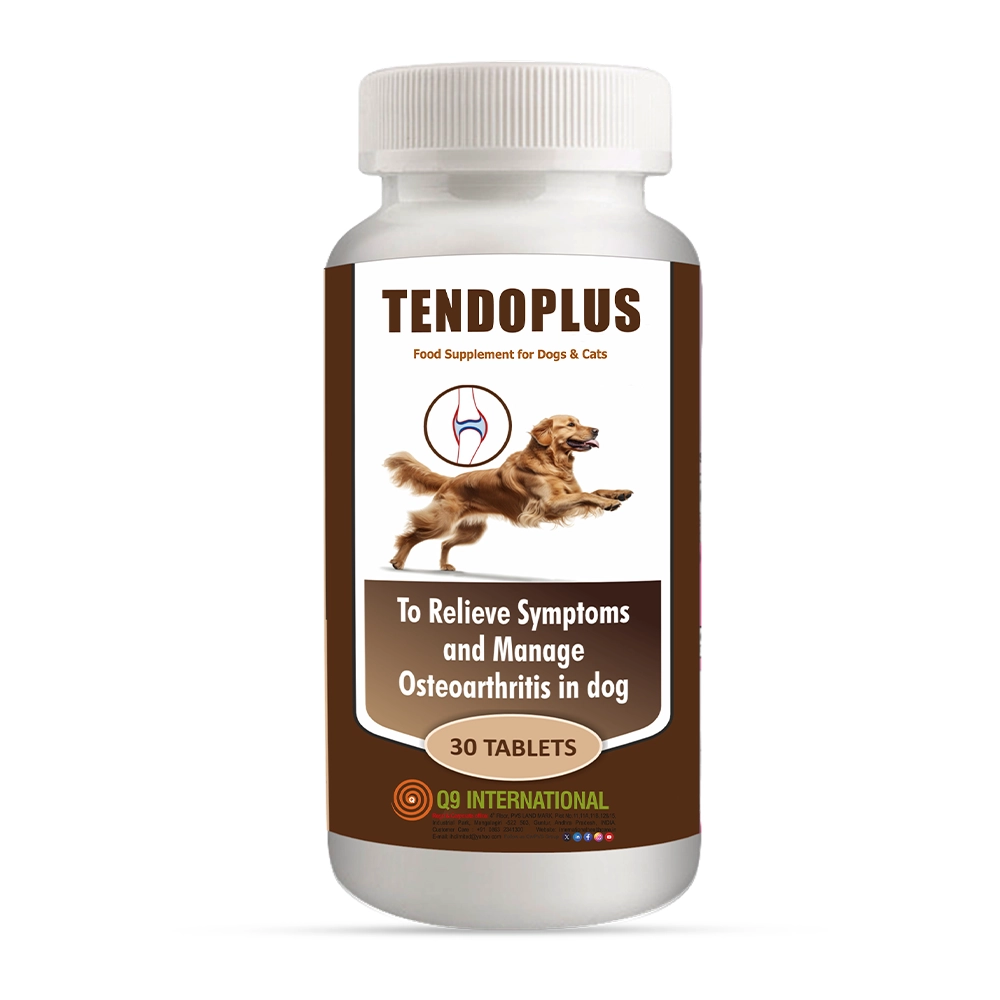 TENDOPLUS
Food Supplement for Dogs & Cats
To Relieve Symptoms
and Manage
Osteoarthritis in dog
30 TABLETS
Q9 INTERNATIONAL